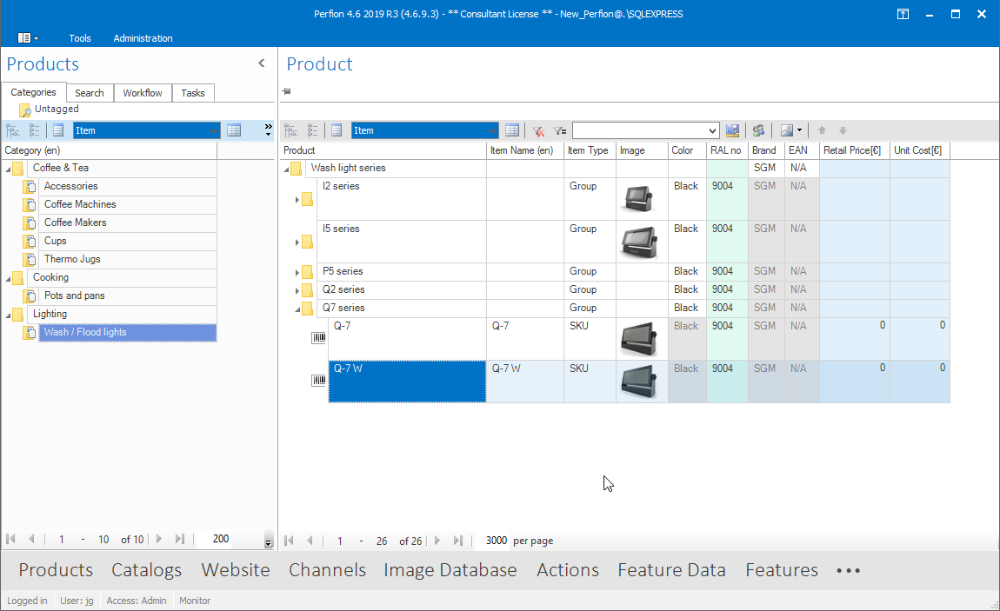 Perfion 4.6 2019 R3 (4.6.9.3) - ** Consultant License ** - New_Perfion@.\SQLEXPRESS
Tools Administration
Products
Categories Search Workflow Tasks
Untagged
Item
Category (en)
Coffee & Tea
Accessories
Coffee Machines
Coffee Makers
Cups
Thermo Jugs
Cooking
Pots and pans
Lighting
Wash / Flood lights
1 - 10 of 10 200
Product
Item
Product Item Name (en) Item Type Image Color RAL no Brand EAN Retail Price[€] Unit Cost[€]
Wash light series SGM N/A
I2 series Group Black 9004 SGM N/A
I5 series Group Black 9004 SGM N/A
P5 series Group Black 9004 SGM N/A
Q2 series Group Black 9004 SGM N/A
Q7 series Group Black 9004 SGM N/A
Q-7 Q-7 SKU Black 9004 SGM N/A 0 0
Q-7 W Q-7 W SKU Black 9004 SGM N/A 0 0
1 - 26 of 26 3000 per page
Products Catalogs Website Channels Image Database Actions Feature Data Features •••
Logged in User: jg Access: Admin Monitor